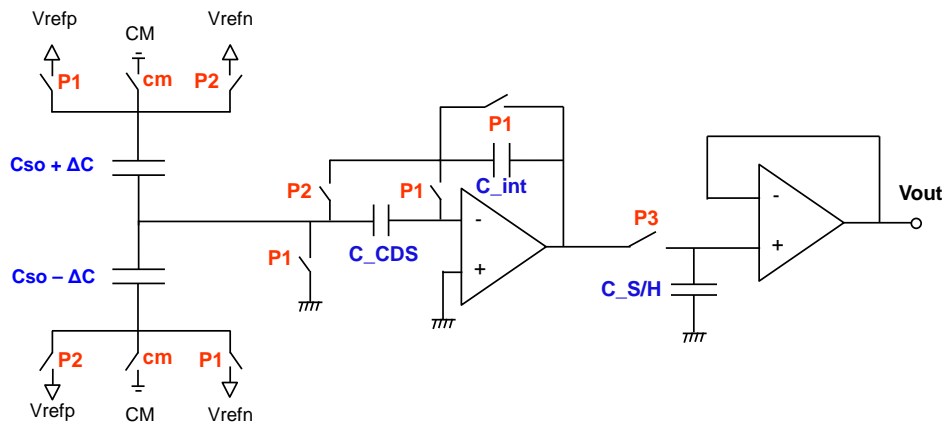 Vrefp
CM
Vrefn
P1
cm
P2
P1
Cso + ΔC
C_int
P2
P1
-
+
C_CDS
P1
Cso – ΔC
P3
-
+
Vout
C_S/H
P2
cm
P1
Vrefp
CM
Vrefn